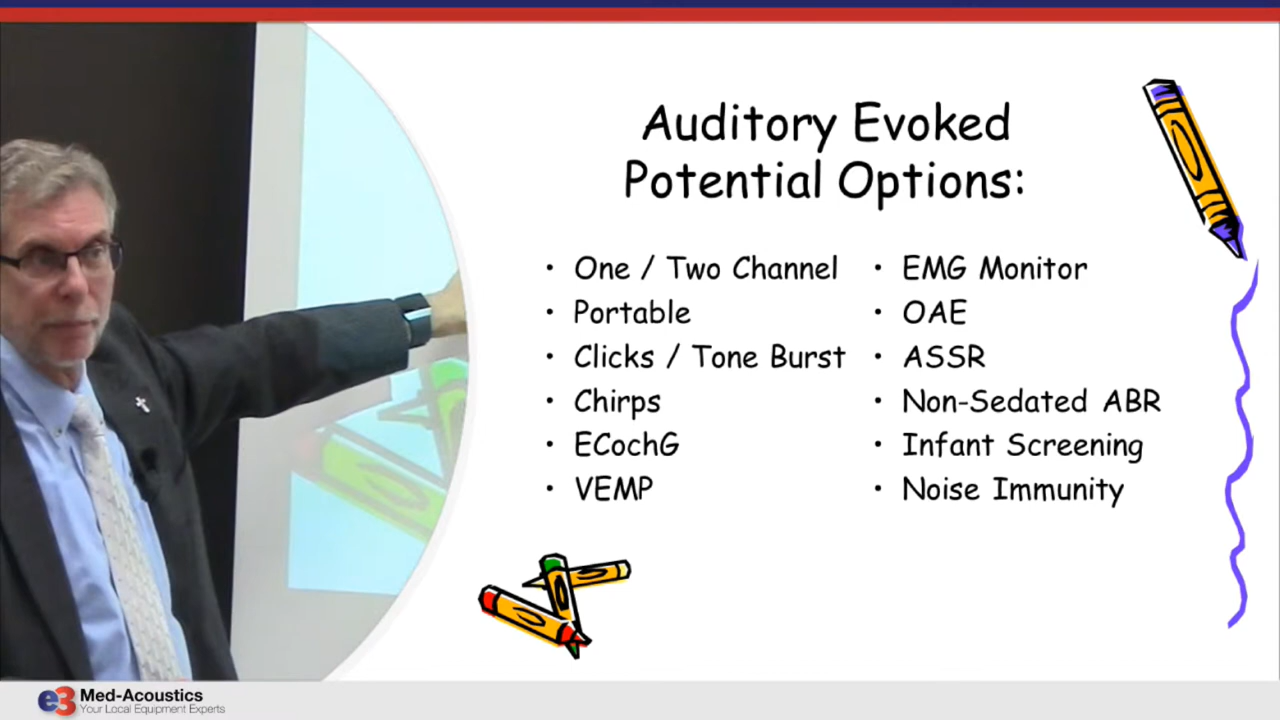 Auditory Evoked
Potential Options:
• One / Two Channel
• Portable
• Clicks / Tone Burst
• Chirps
• ECochG
• VEMP
• EMG Monitor
• OAE
• ASSR
• Non-Sedated ABR
• Infant Screening
• Noise Immunity
e3 Med-Acoustics
Your Local Equipment Experts